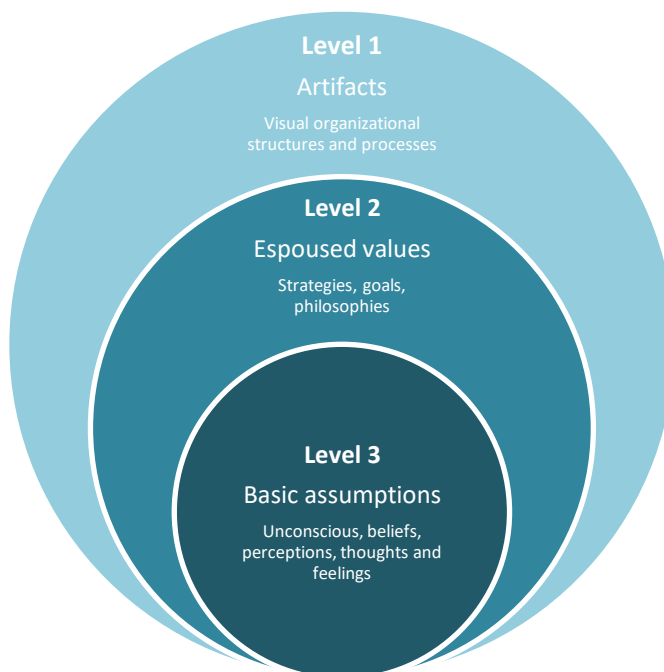 Level 1
Artifacts
Visual organizational
structures and processes
Level 2
Espoused values
Strategies, goals,
philosophies
Level 3
Basic assumptions
Unconscious, beliefs,
perceptions, thoughts and
feelings